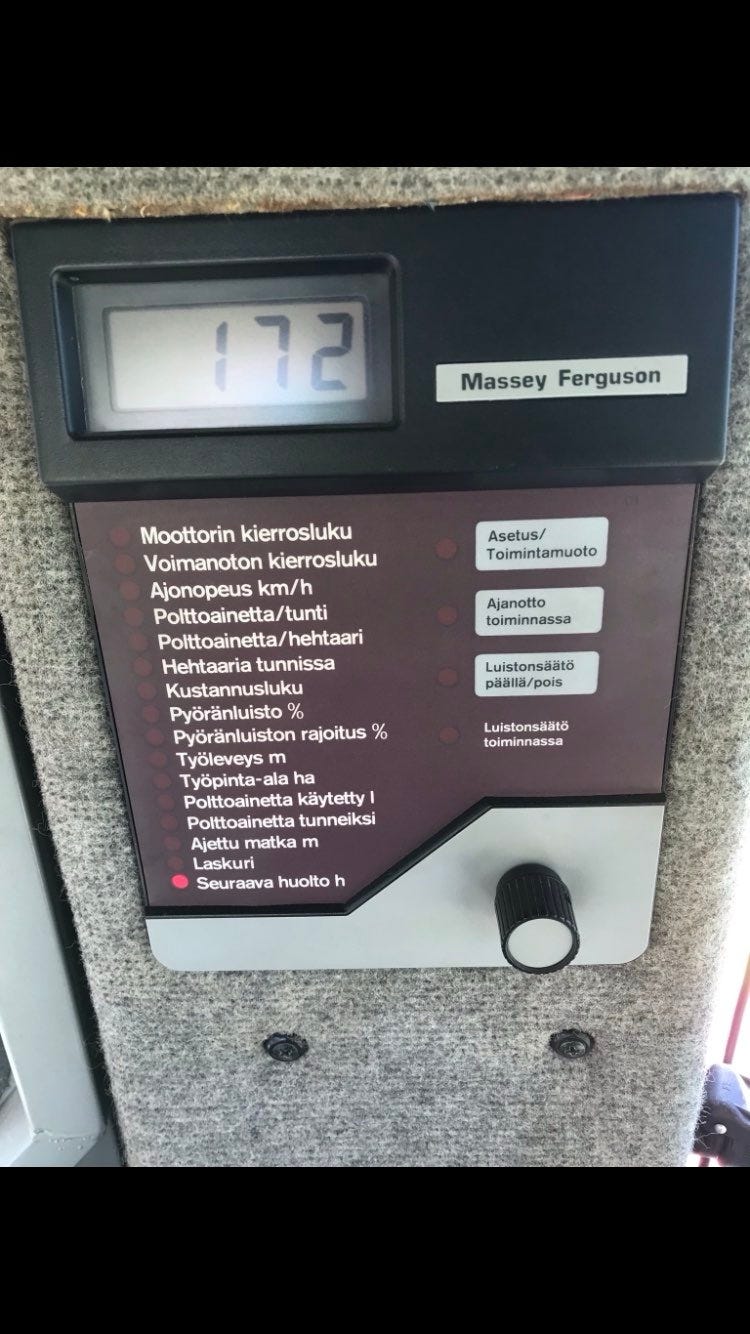 172
Massey Ferguson
Moottorin kierrosluku
Voimanoton kierrosluku
Ajonopeus km/h
Polttoainetta/tunti
Polttoainetta/hehtaari
Hehtaaria tunnissa
Kustannusluku
Pyöränluisto %
Pyöränluiston rajoitus %
Työleveys m
Työpinta-ala ha
Polttoainetta käytetty l
Polttoainetta tunneiksi
Ajettu matka m
Laskuri
Seuraava huolto h
Asetus/
Toimintamuoto
Ajanotto
toiminnassa
Luistonsäätö
päällä/pois
Luistonsäätö
toiminnassa